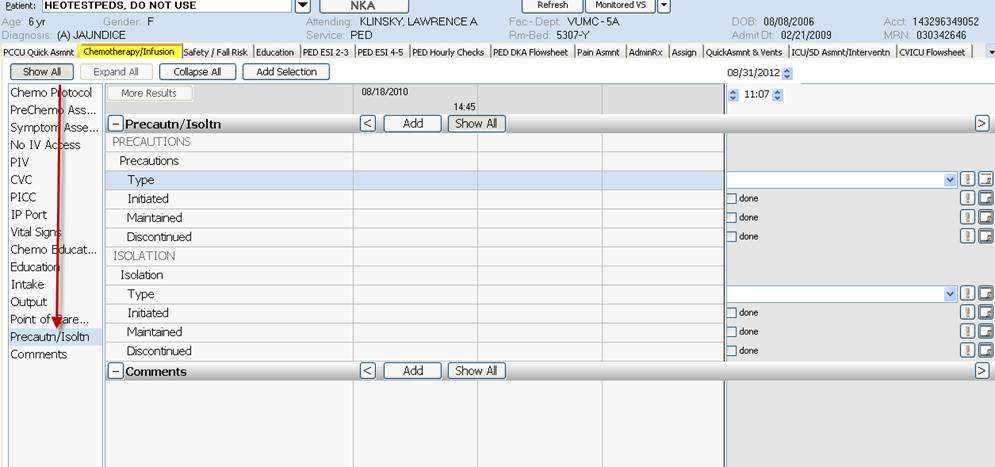 Patient: HEOTESTPEDS, DO NOT USE NKA Refresh Monitored VS
Age: 6 yr Gender: F Attending: KLINSKY, LAWRENCE A Fac- Dept: VUMC-5A DOB: 08/08/2006 Acct: 143296349052
Diagnosis: (A) JAUNDICE Service: PED Rm-Bed: 5307-Y Admit Dt: 02/21/2009 MRN: 030342646
PCCU Quick Asmnt Chemotherapy/Infusion Safety / Fall Risk Education PED ESI 2-3 PED ESI 4-5 PED Hourly Checks PED DKA Flowsheet Pain Asmnt AdminRx Assign QuickAsmnt & Vents ICU/SD Asmnt/Interventn CVICU Flowsheet
Show All Expand All Collapse All Add Selection 08/31/2012
Chemo Protocol
PreChemo Ass...
Symptom Asse...
No IV Access
PIV
CVC
PICC
IP Port
Vital Signs
Chemo Educat...
Education
Intake
Output
Point of Care...
Precautn/Isoltn
Comments
More Results 08/18/2010 11:07
14:45
Precautn/Isoltn < Add Show All >
PRECAUTIONS
Precautions
Type
Initiated done
Maintained done
Discontinued done
ISOLATION
Isolation
Type
Initiated done
Maintained done
Discontinued done
Comments < Add Show All >